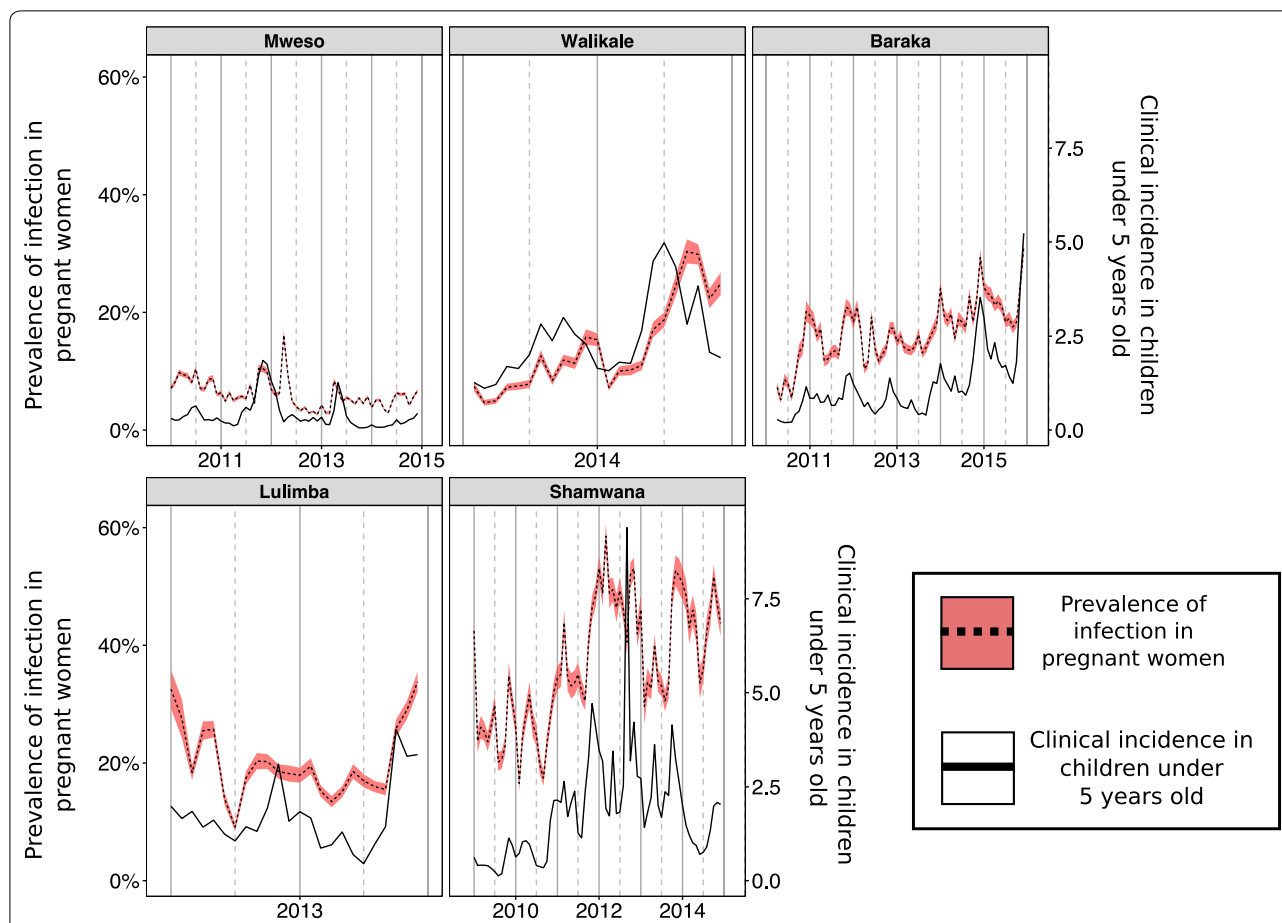 Mweso
Walikale
Baraka
Prevalence of infection in
pregnant women
60%
40%
20%
0%
Clinical incidence in children
under 5 years old
7.5
5.0
2.5
0.0
2011
2013
2015
2014
2011
2013
2015
Lulimba
Shamwana
Prevalence of infection in
pregnant women
60%
40%
20%
0%
Clinical incidence in children
under 5 years old
7.5
5.0
2.5
0.0
2013
2010
2012
2014
Prevalence of
infection in
pregnant women
Clinical incidence in
children under
5 years old